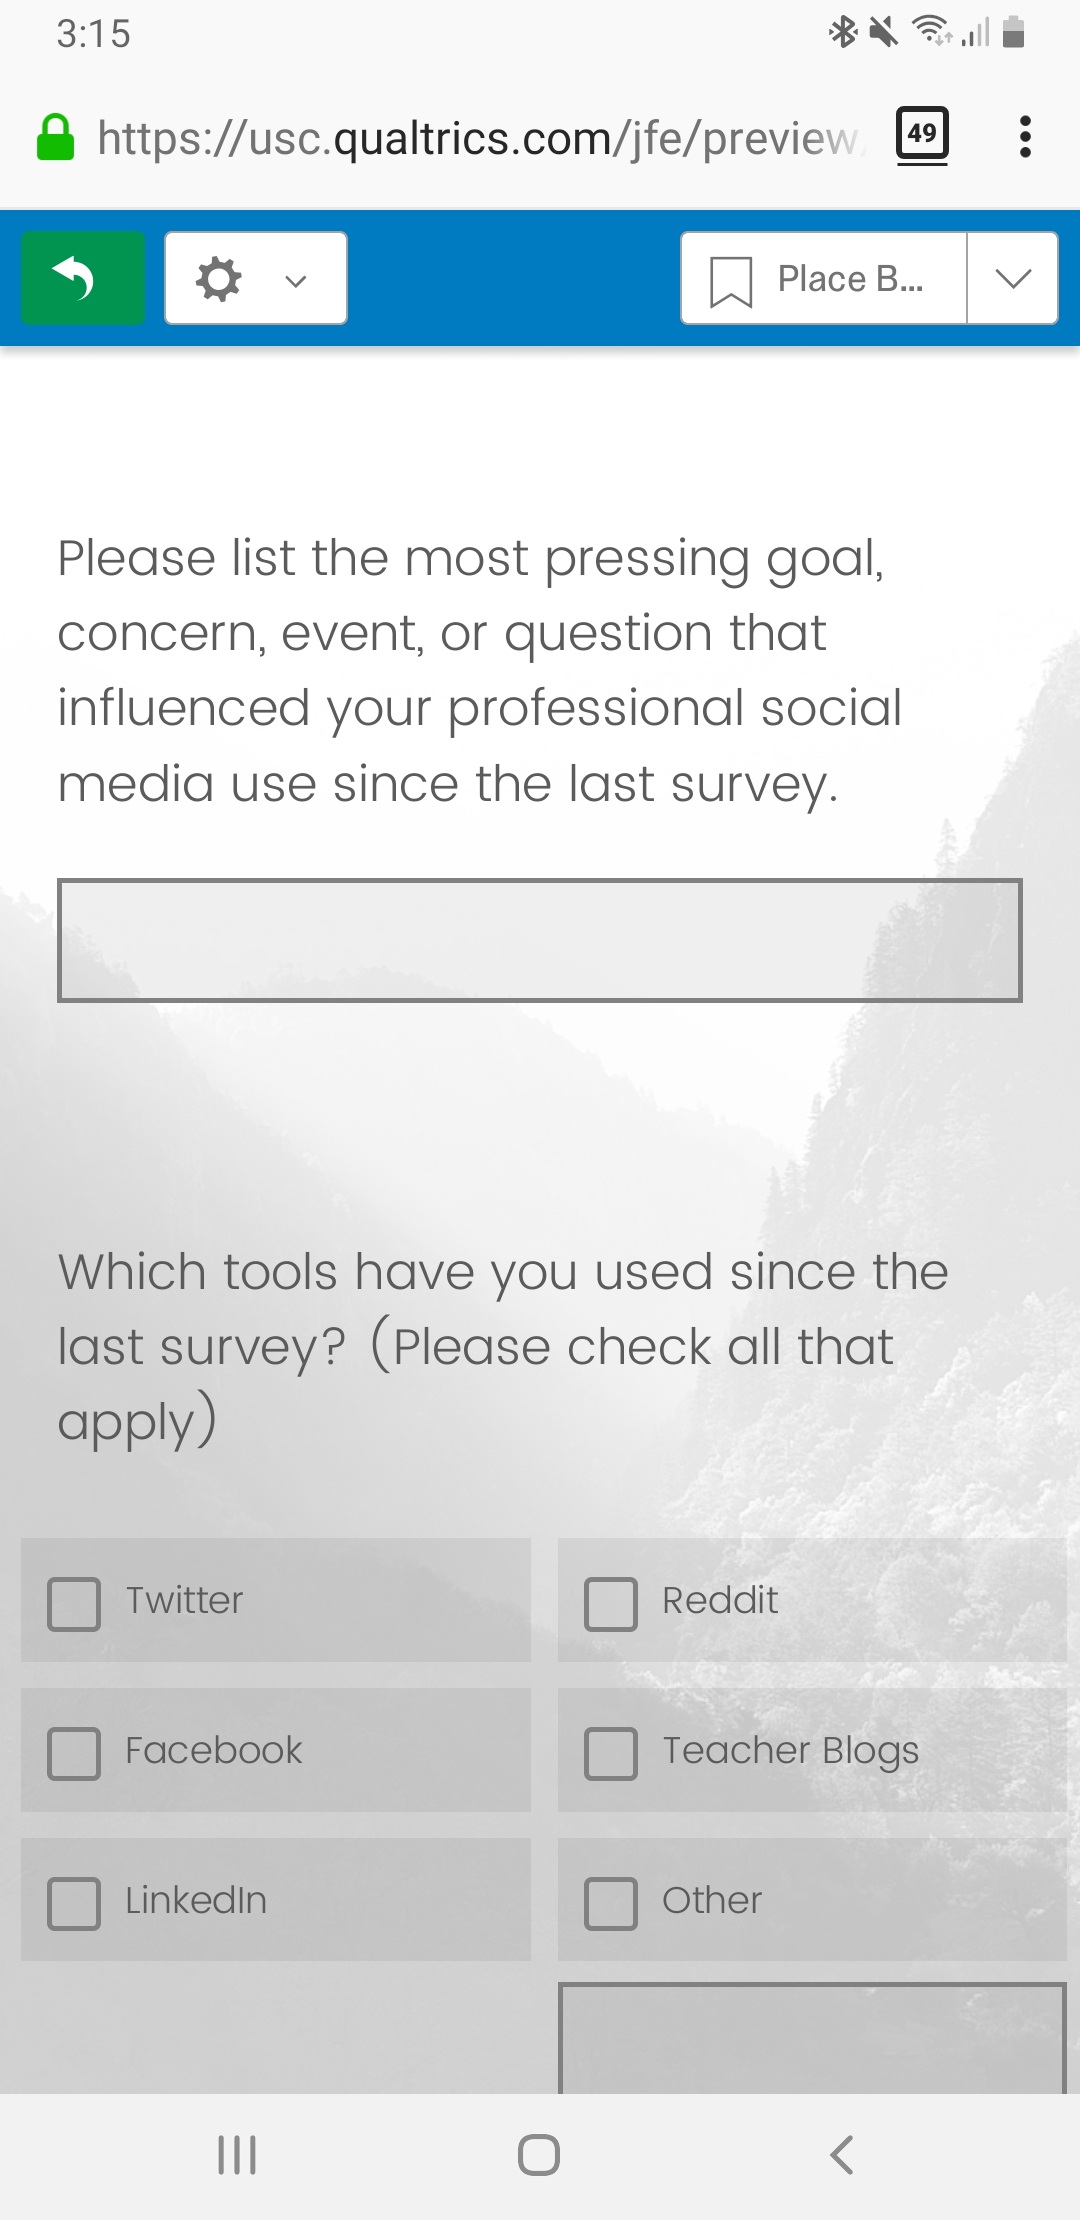 3:15
https://usc.qualtrics.com/jfe/preview
49
Place B...
Please list the most pressing goal,
concern, event, or question that
influenced your professional social
media use since the last survey.
Which tools have you used since the
last survey? (Please check all that
apply)
Twitter
Reddit
Facebook
Teacher Blogs
LinkedIn
Other